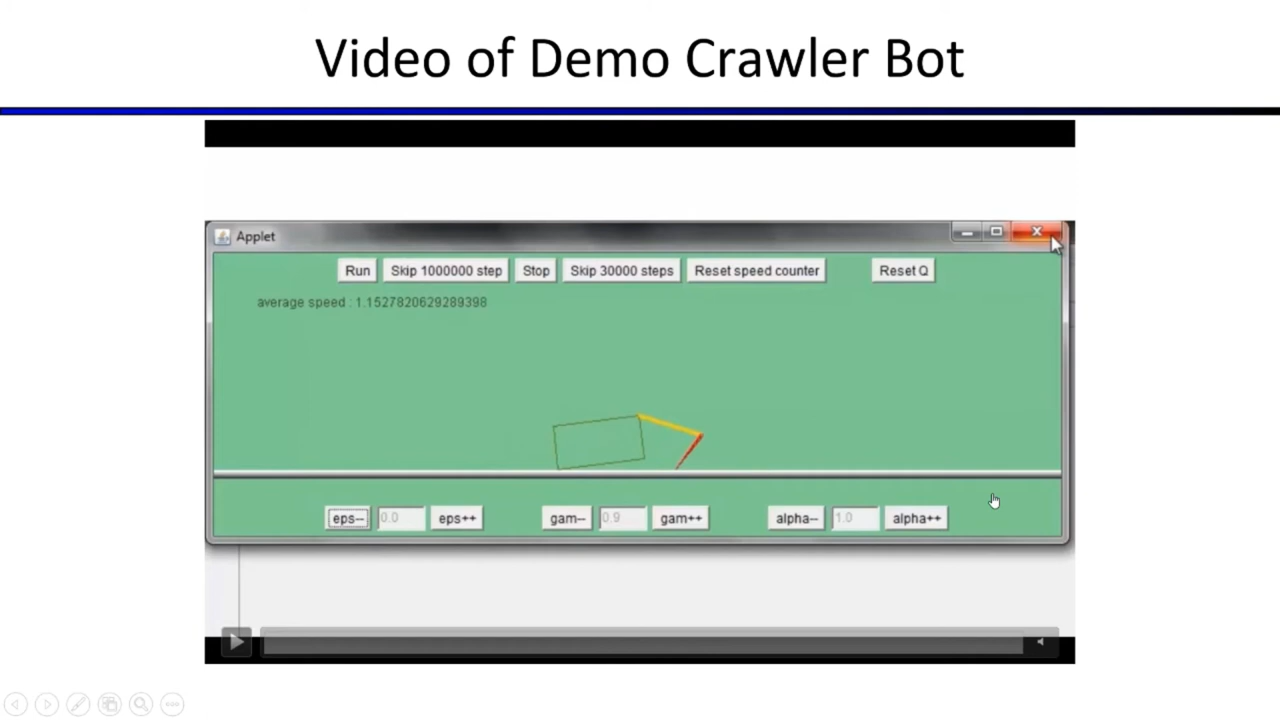 Video of Demo Crawler Bot
Applet
Run Skip 1000000 step Stop Skip 30000 steps Reset speed counter Reset Q
average speed : 1.1527820629289398
eps-- 0.0 eps++ gam-- 0.9 gam++ alpha-- 1.0 alpha++